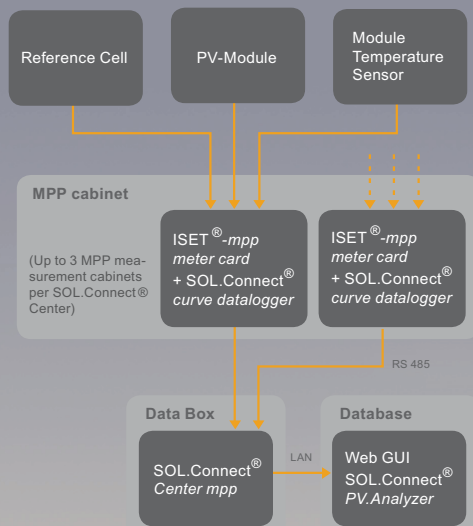 Reference Cell
PV-Module
Module
Temperature
Sensor
MPP cabinet
(Up to 3 MPP mea-
surement cabinets
per SOL.Connect®
Center)
ISET®-mpp
meter card
+ SOL.Connect®
curve datalogger
ISET®-mpp
meter card
+ SOL.Connect®
curve datalogger
RS 485
Data Box
SOL.Connect®
Center mpp
LAN
Database
Web GUI
SOL.Connect®
PV.Analyzer